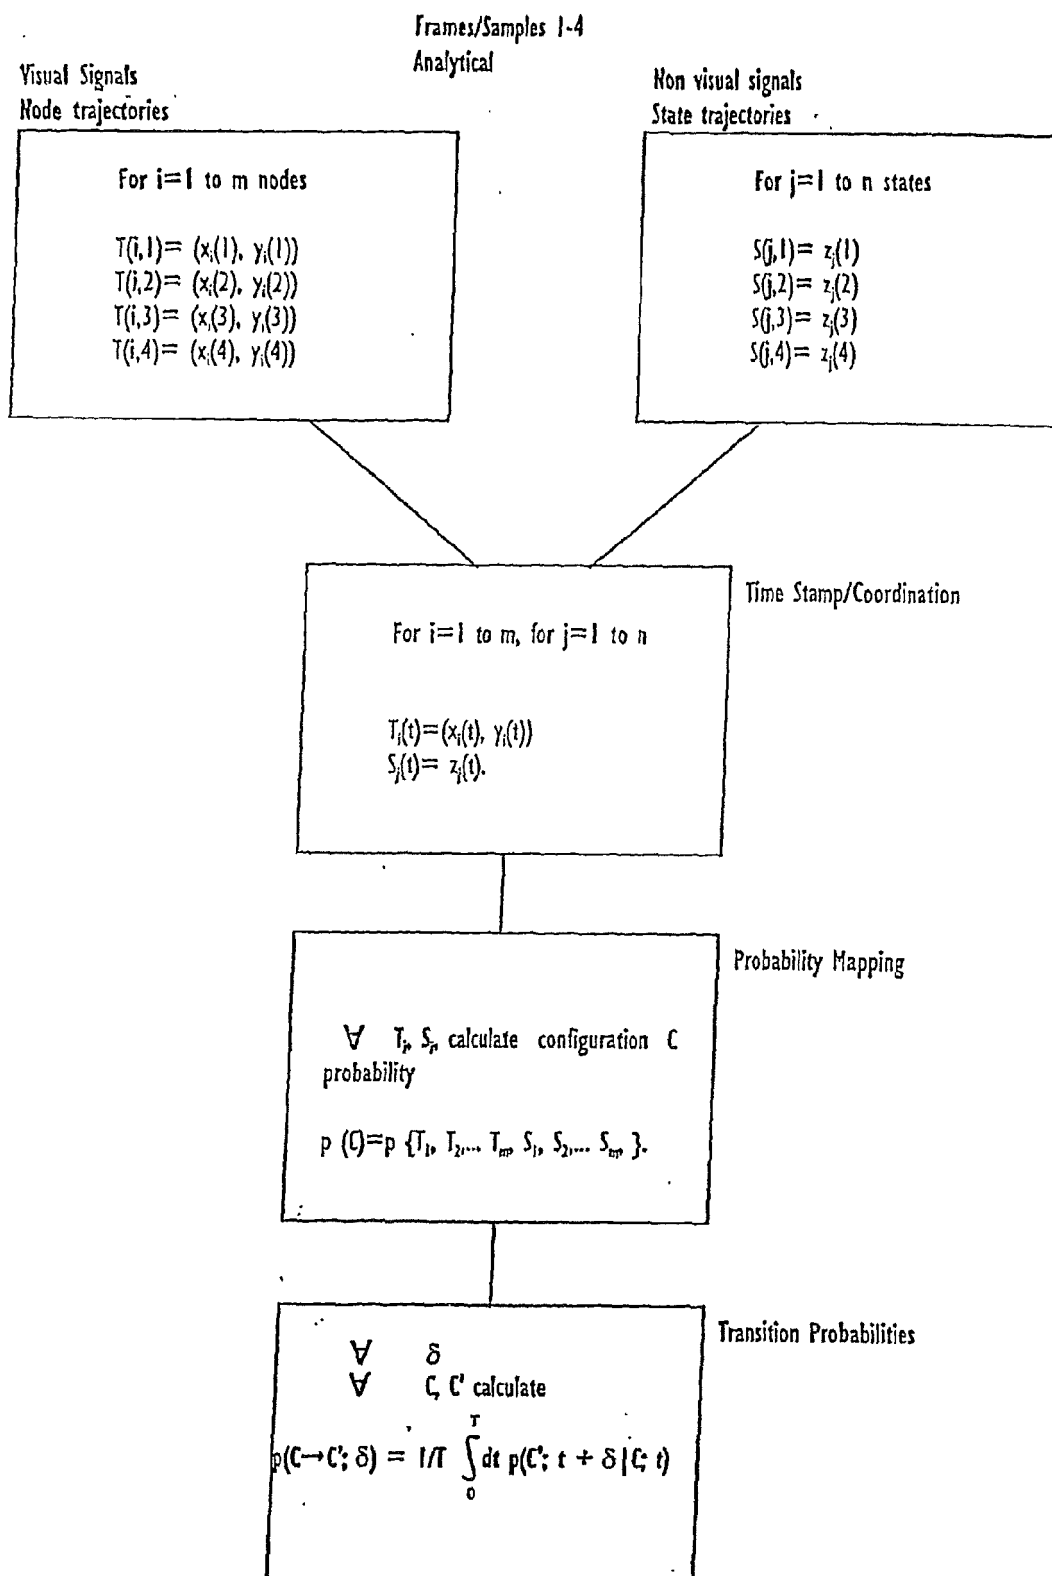 Frames/Samples 1-4
Analytical
Visual Signals
Node trajectories
Non visual signals
State trajectories
For i=1 to m nodes
T(i,1)= (xᵢ(1), yᵢ(1))
T(i,2)= (xᵢ(2), yᵢ(2))
T(i,3)= (xᵢ(3), yᵢ(3))
T(i,4)= (xᵢ(4), yᵢ(4))
For j=1 to n states
S(j,1)= zⱼ(1)
S(j,2)= zⱼ(2)
S(j,3)= zⱼ(3)
S(j,4)= zⱼ(4)
Time Stamp/Coordination
For i=1 to m, for j=1 to n
Tᵢ(t)=(xᵢ(t), yᵢ(t))
Sⱼ(t)= zⱼ(t).
Probability Mapping
∀ Tᵢ, Sⱼ, calculate configuration C
probability
p (C)=p {T₁, T₂,... Tₘ, S₁, S₂,... Sₘ, }.
Transition Probabilities
∀ δ
∀ C, C' calculate
p(C→C'; δ) = 1/T ∫₀ᵀ dt p(C'; t + δ | C; t)